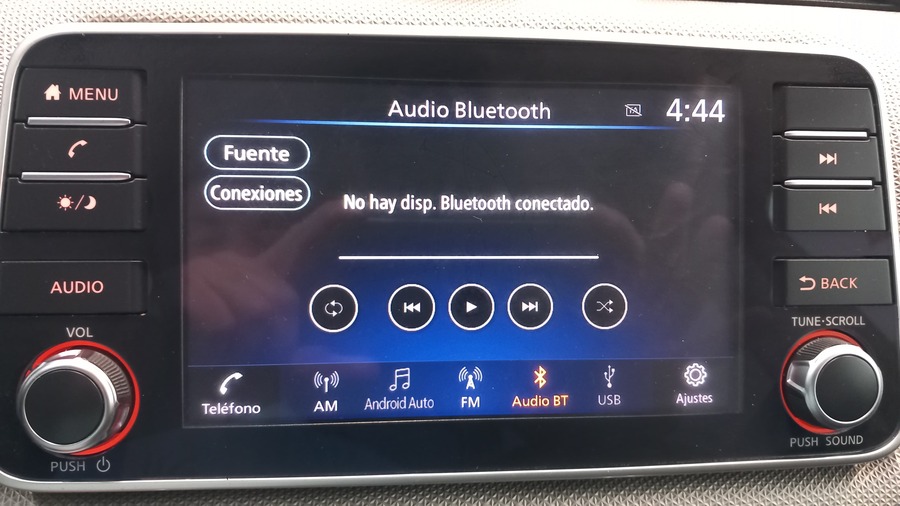 MENU
AUDIO
VOL
PUSH
Audio Bluetooth
4:44
Fuente
Conexiones
No hay disp. Bluetooth conectado.
Teléfono
AM
Android Auto
FM
Audio BT
USB
Ajustes
BACK
TUNE·SCROLL
PUSH SOUND